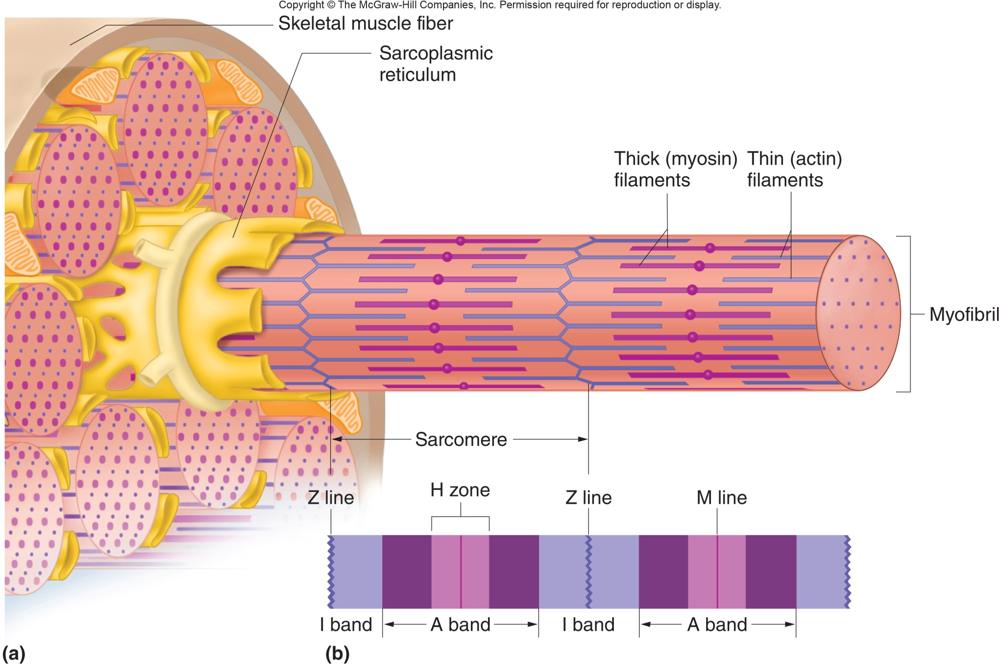 Copyright © The McGraw-Hill Companies, Inc. Permission required for reproduction or display.
Skeletal muscle fiber
Sarcoplasmic
reticulum
Thick (myosin)
filaments
Thin (actin)
filaments
Myofibril
Sarcomere
Z line
H zone
Z line
M line
I band
A band
I band
A band
(a)
(b)